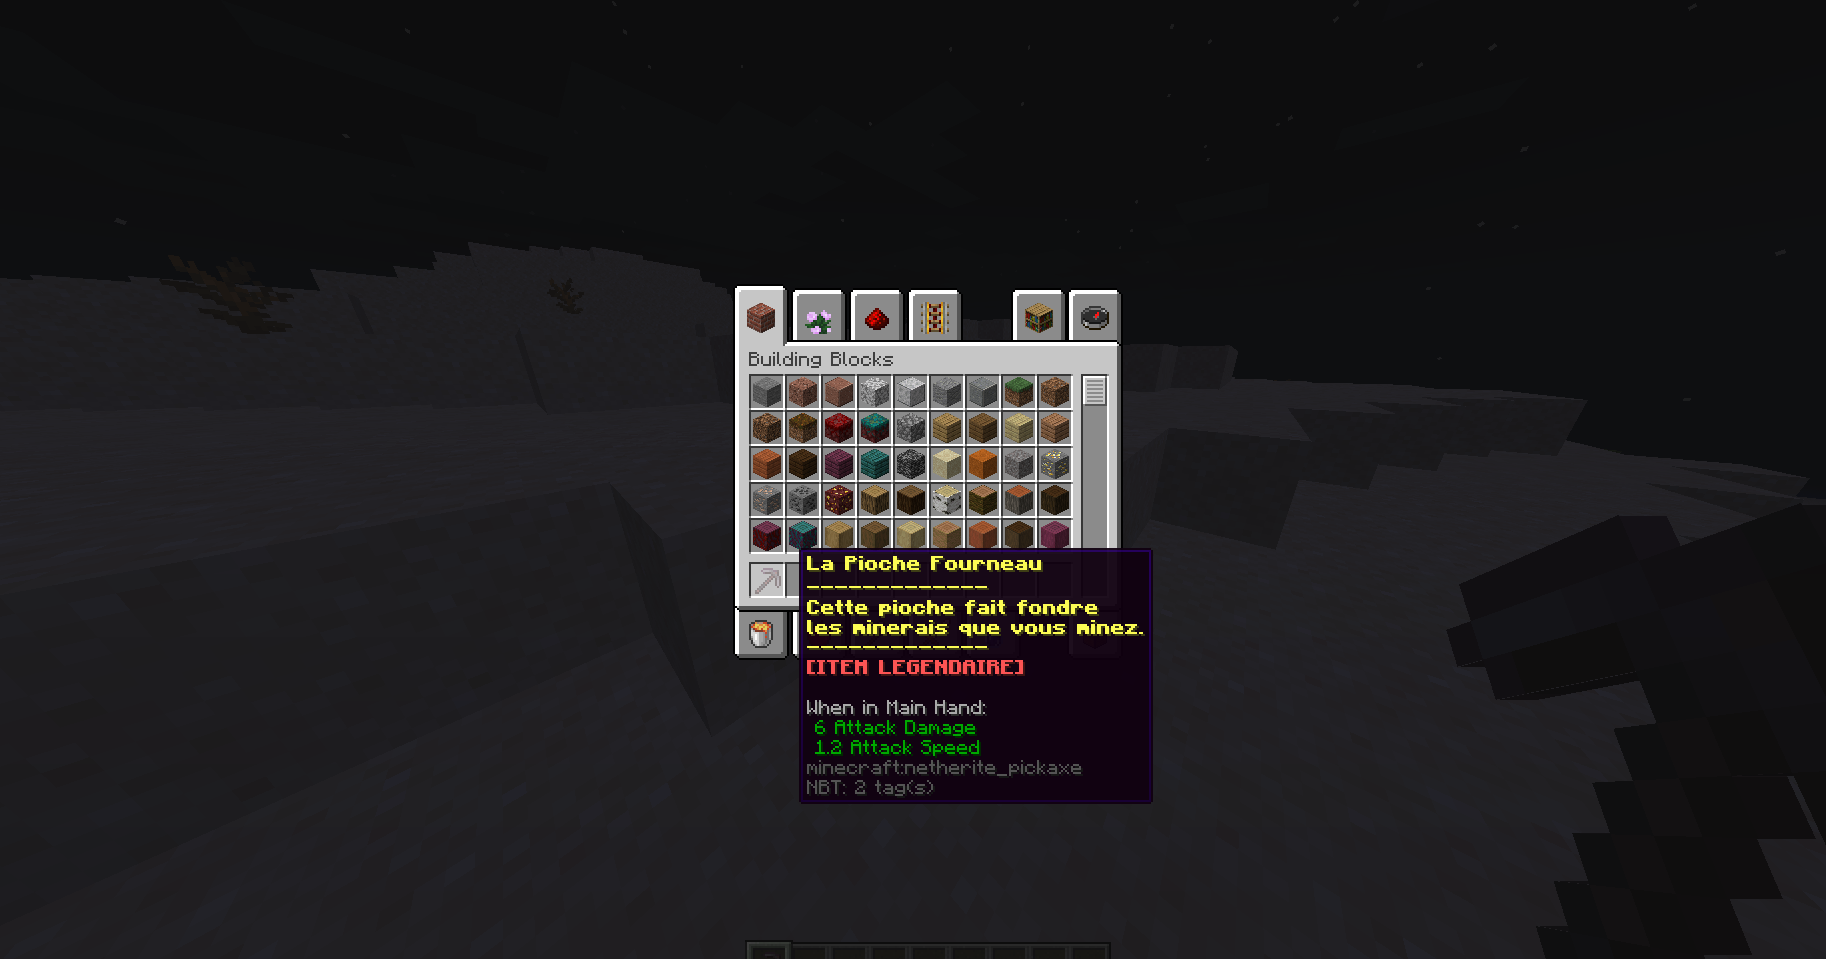 Building Blocks
La Pioche Fourneau
-------------
Cette pioche fait fondre
les minerais que vous minez.
-------------
[ITEM LEGENDAIRE]
When in Main Hand:
6 Attack Damage
1.2 Attack Speed
minecraft:netherite_pickaxe
NBT: 2 tag(s)